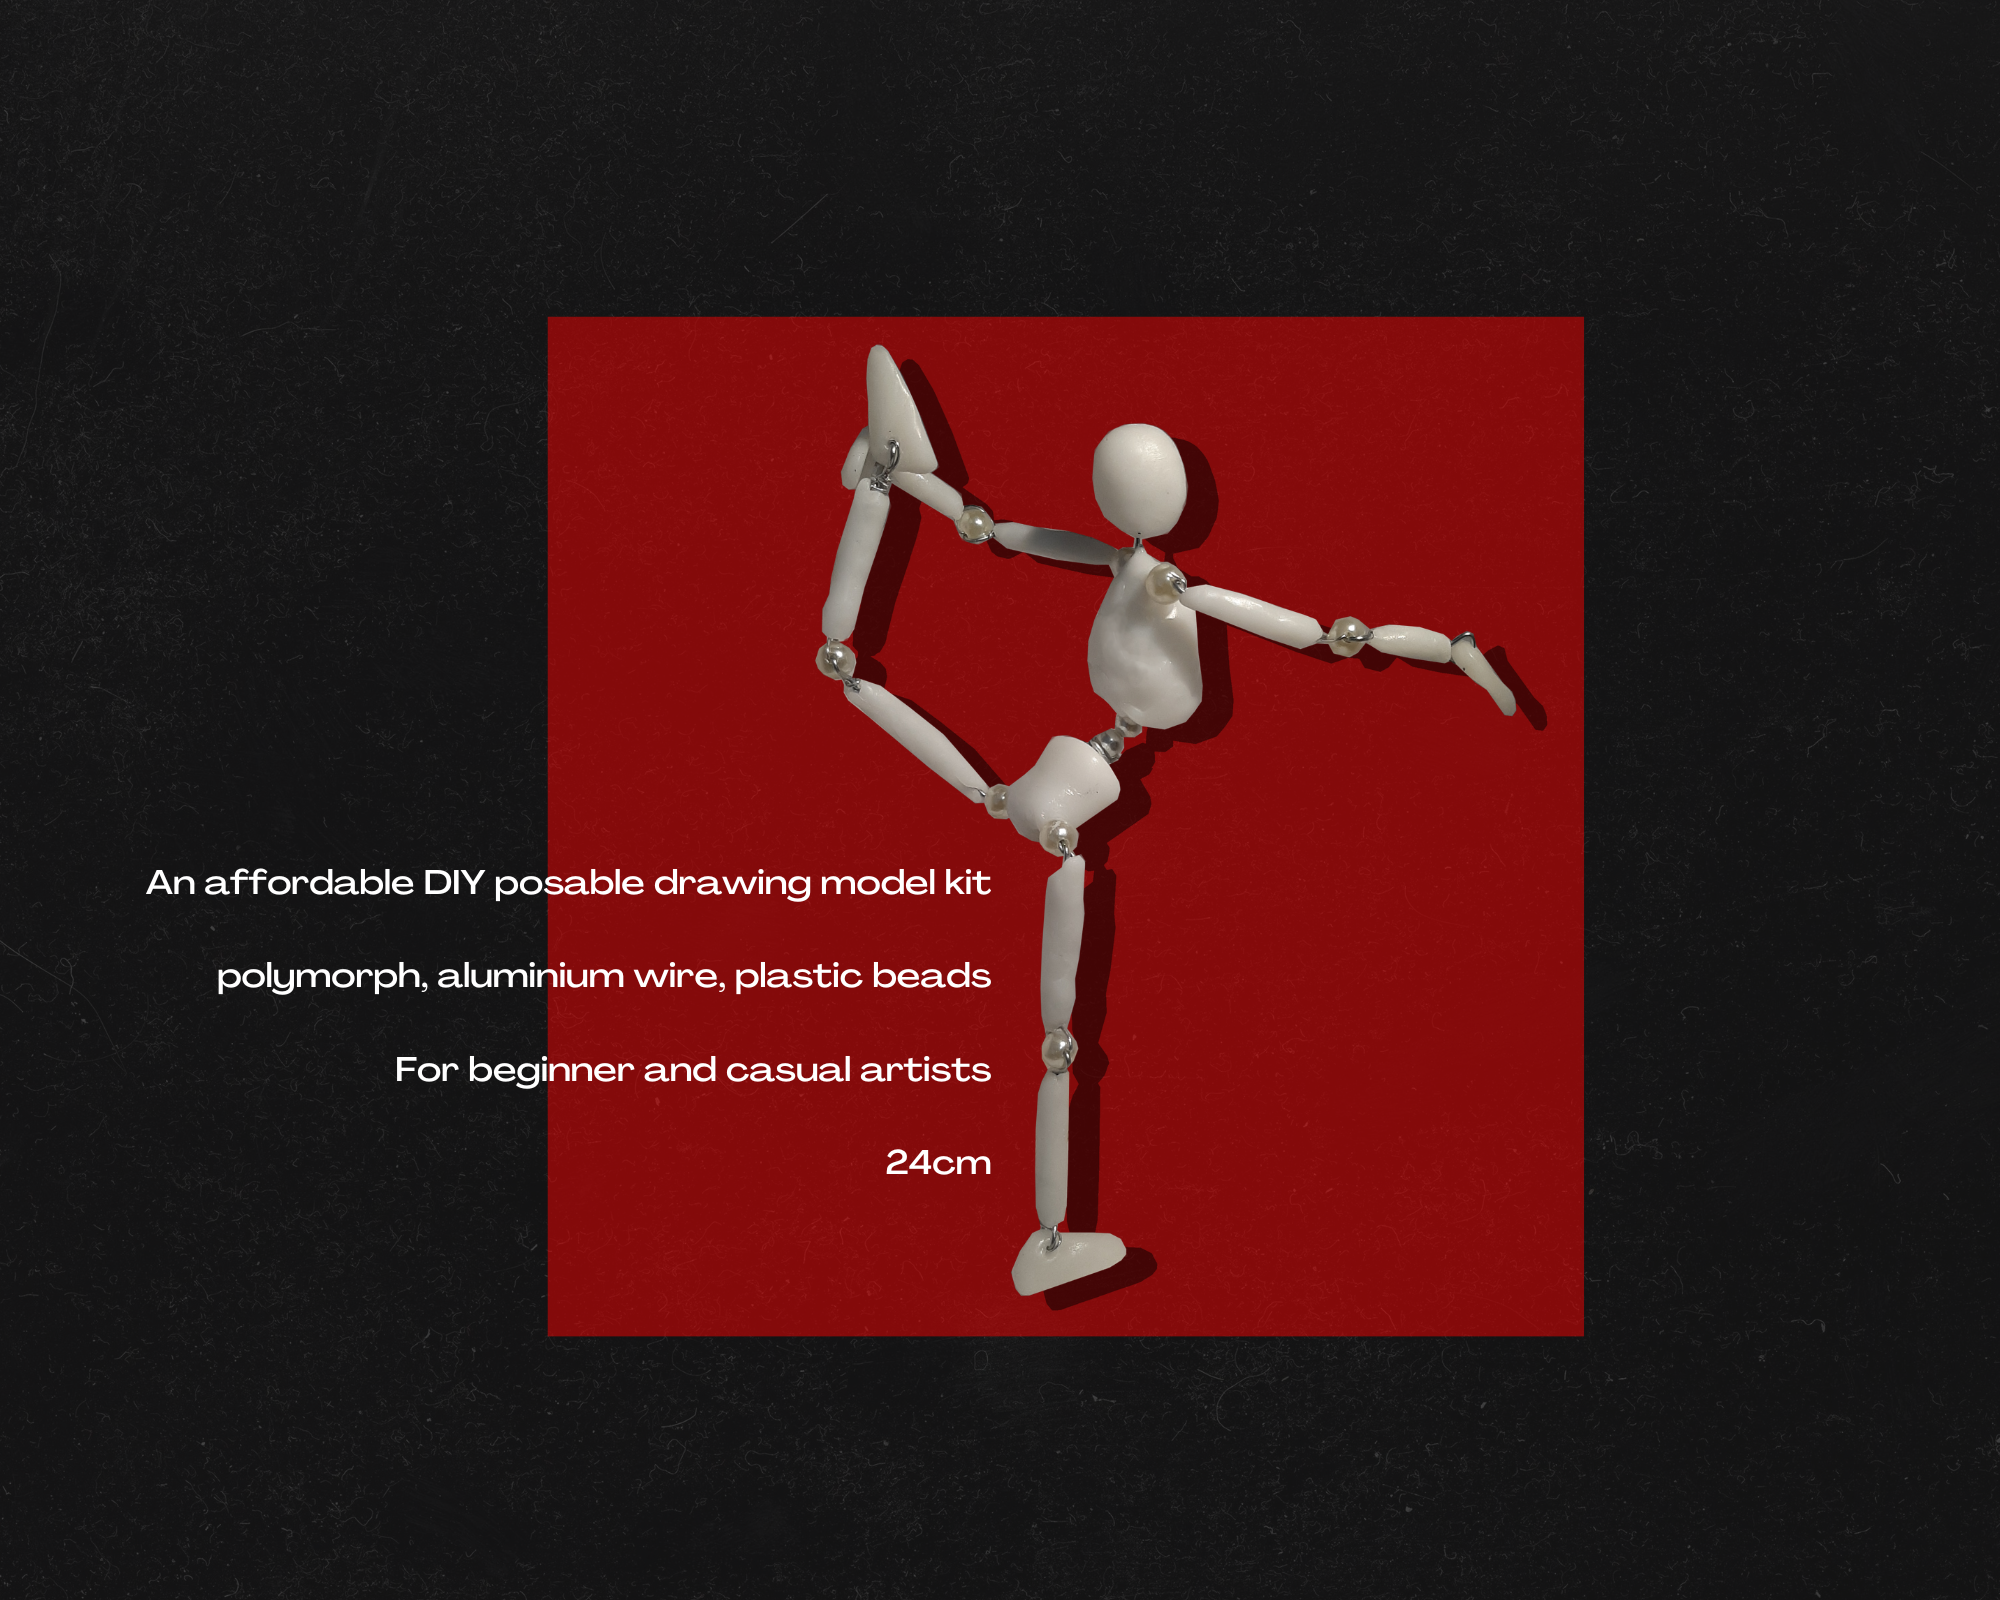 An affordable DIY posable drawing model kit
polymorph, aluminium wire, plastic beads
For beginner and casual artists
24cm